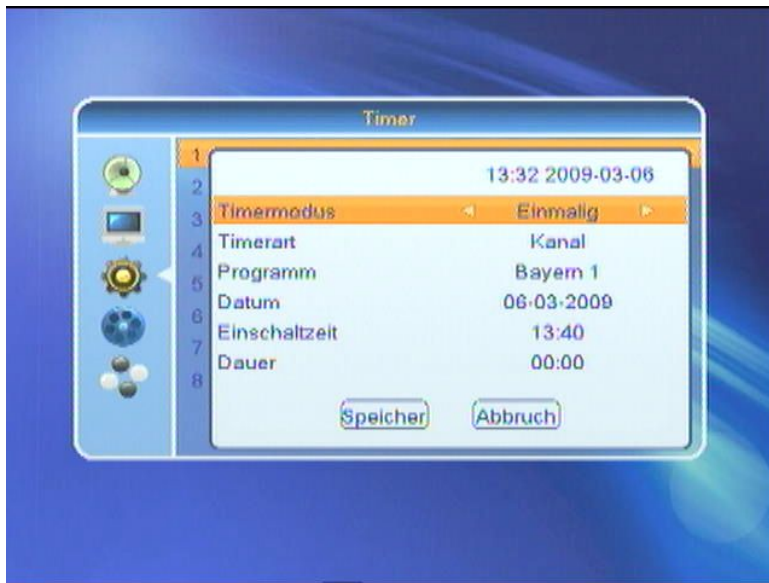 Timer
1
2
3
4
5
6
7
8
13:32 2009-03-06
Timermodus Einmalig
Timerart Kanal
Programm Bayern 1
Datum 06-03-2009
Einschaltzeit 13:40
Dauer 00:00
Speicher Abbruch